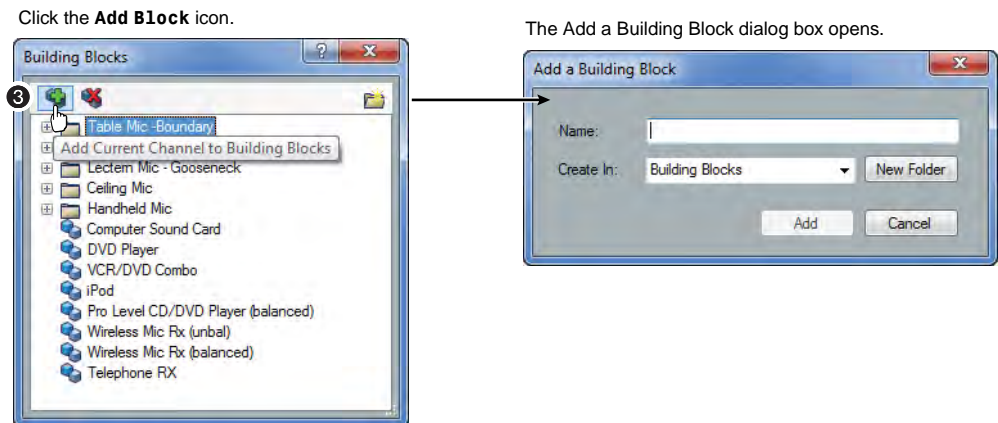 Click the Add Block icon.
Building Blocks
?
3
Table Mic -Boundary
Add Current Channel to Building Blocks
Lectern Mic - Gooseneck
Ceiling Mic
Handheld Mic
Computer Sound Card
DVD Player
VCR/DVD Combo
iPod
Pro Level CD/DVD Player (balanced)
Wireless Mic Rx (unbal)
Wireless Mic Rx (balanced)
Telephone RX
The Add a Building Block dialog box opens.
Add a Building Block
Name:
Create In: Building Blocks New Folder
Add Cancel